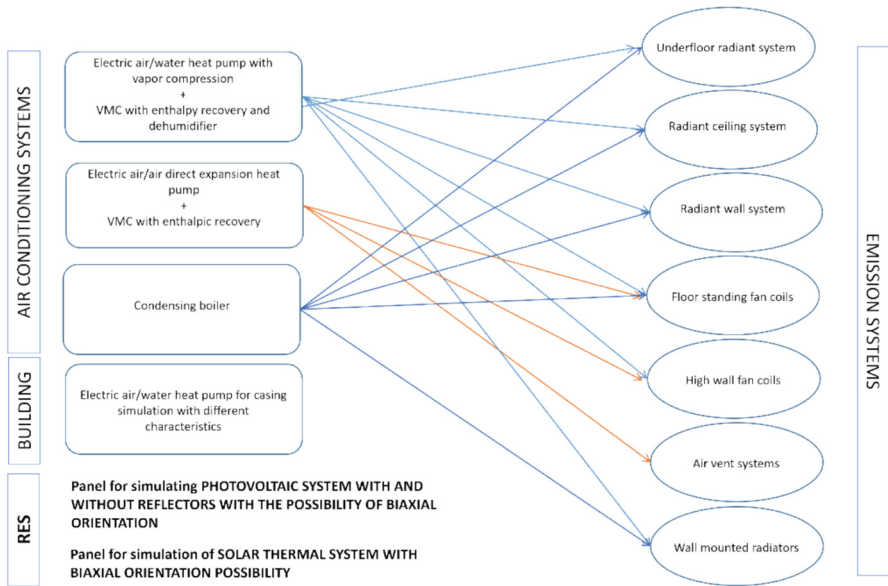 AIR CONDITIONING SYSTEMS
Electric air/water heat pump with
vapor compression
+
VMC with enthalpy recovery and
dehumidifier
Electric air/air direct expansion heat
pump
+
VMC with enthalpic recovery
Condensing boiler
BUILDING
Electric air/water heat pump for casing
simulation with different
characteristics
RES
Panel for simulating PHOTOVOLTAIC SYSTEM WITH AND
WITHOUT REFLECTORS WITH THE POSSIBILITY OF BIAXIAL
ORIENTATION
Panel for simulation of SOLAR THERMAL SYSTEM WITH
BIAXIAL ORIENTATION POSSIBILITY
Underfloor radiant system
Radiant ceiling system
Radiant wall system
Floor standing fan coils
High wall fan coils
Air vent systems
Wall mounted radiators
EMISSION SYSTEMS